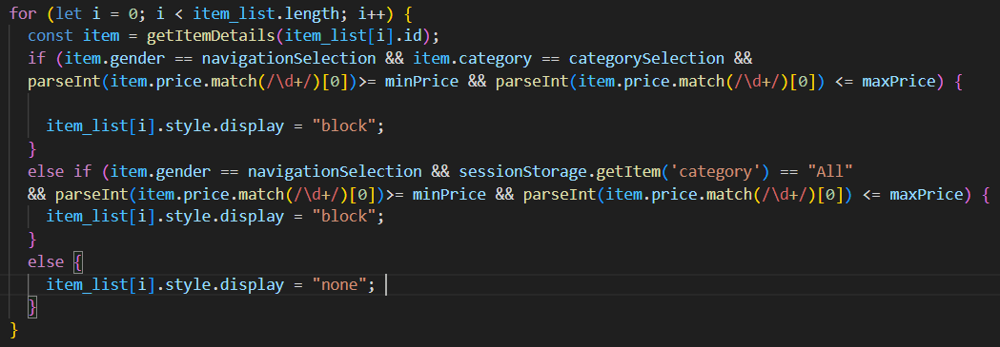 for (let i = 0; i < item_list.length; i++) {
  const item = getItemDetails(item_list[i].id);
  if (item.gender == navigationSelection && item.category == categorySelection &&
  parseInt(item.price.match(/\d+/)[0])>= minPrice && parseInt(item.price.match(/\d+/)[0]) <= maxPrice) {

    item_list[i].style.display = "block";
  }
  else if (item.gender == navigationSelection && sessionStorage.getItem('category') == "All"
  && parseInt(item.price.match(/\d+/)[0])>= minPrice && parseInt(item.price.match(/\d+/)[0]) <= maxPrice) {
    item_list[i].style.display = "block";
  }
  else {
    item_list[i].style.display = "none";
  }
}